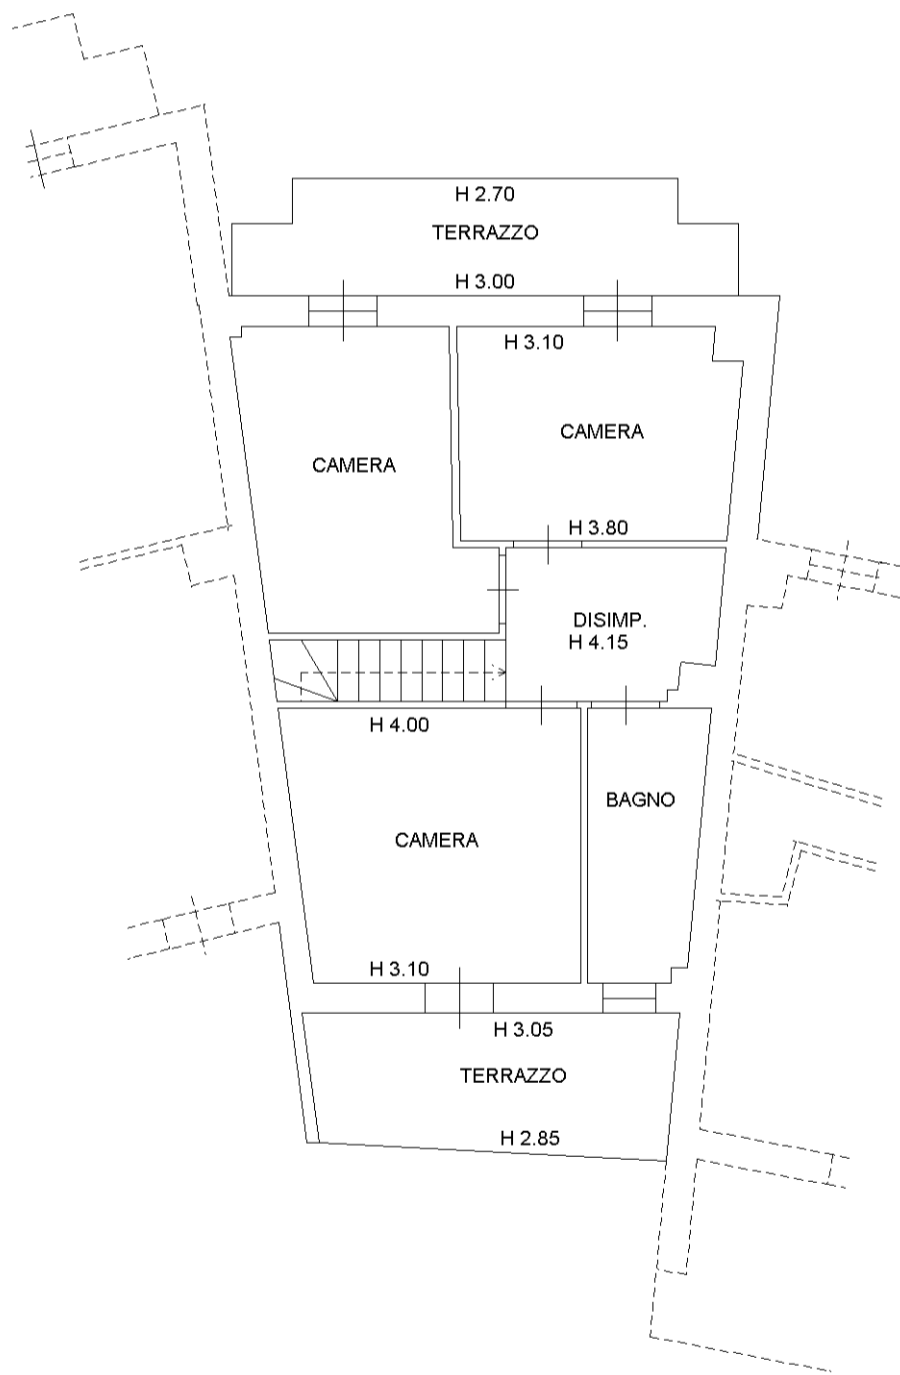 H 2.70
TERRAZZO
H 3.00
H 3.10
CAMERA
CAMERA
H 3.80
DISIMP.
H 4.15
H 4.00
BAGNO
CAMERA
H 3.10
H 3.05
TERRAZZO
H 2.85